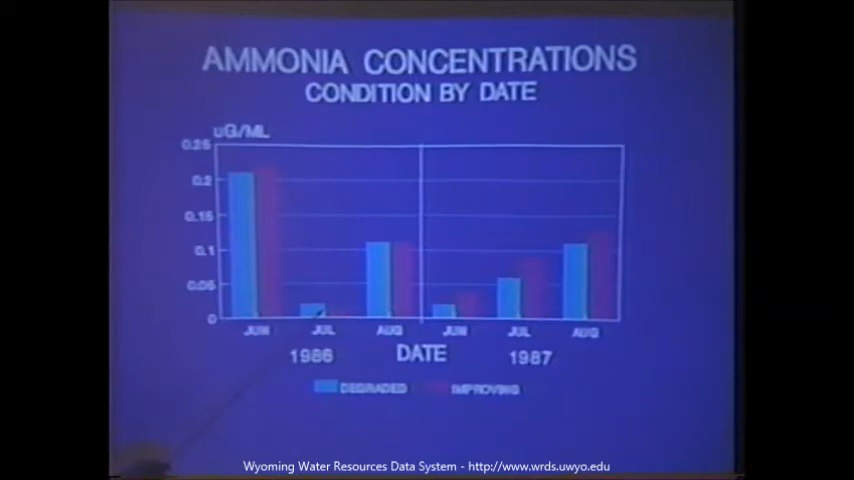 AMMONIA CONCENTRATIONS
CONDITION BY DATE
uG/ML
0.25
0.2
0.15
0.1
0.05
0
JUN JUL AUG JUN JUL AUG
1986 DATE 1987
DEGRADED IMPROVING
Wyoming Water Resources Data System - http://www.wrds.uwyo.edu